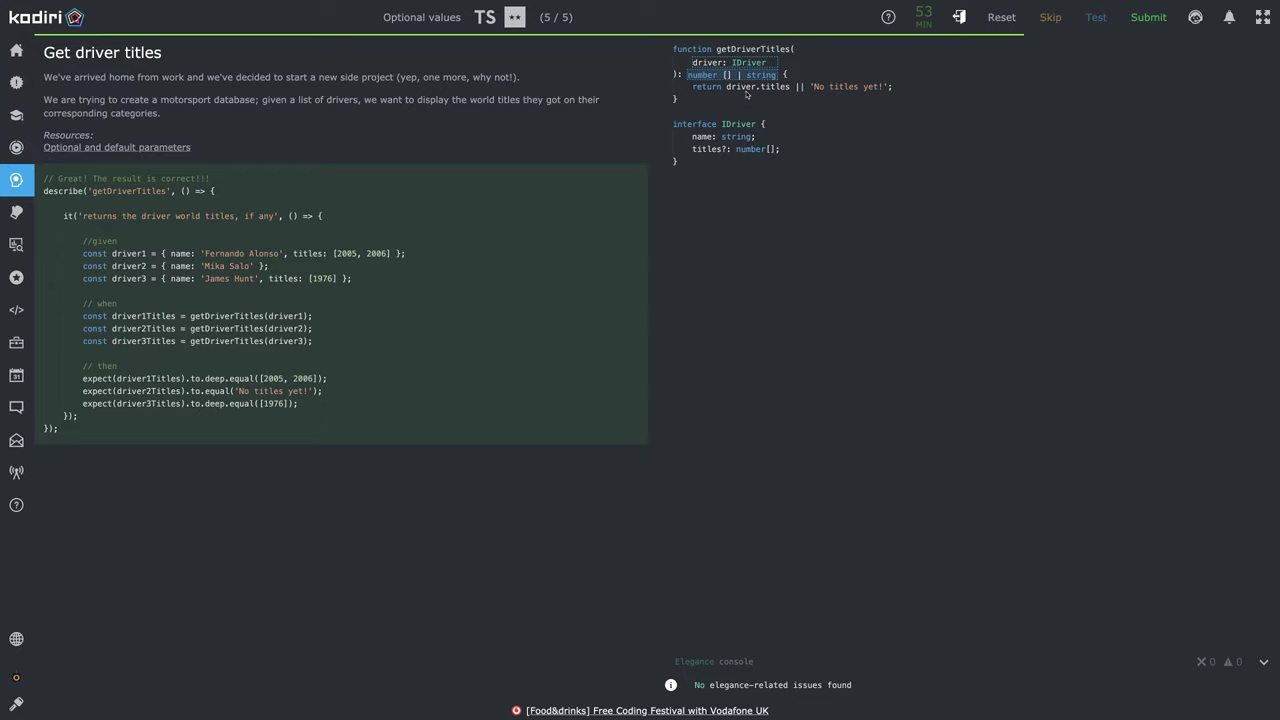 kodiri
Optional values TS ★★ (5 / 5)
53
MIN
Reset
Skip
Test
Submit
Get driver titles
We've arrived home from work and we've decided to start a new side project (yep, one more, why not!).
We are trying to create a motorsport database; given a list of drivers, we want to display the world titles they got on their
corresponding categories.
Resources:
Optional and default parameters
// Great! The result is correct!!!
describe('getDriverTitles', () => {
it('returns the driver world titles, if any', () => {
//given
const driver1 = { name: 'Fernando Alonso', titles: [2005, 2006] };
const driver2 = { name: 'Mika Salo' };
const driver3 = { name: 'James Hunt', titles: [1976] };
// when
const driver1Titles = getDriverTitles(driver1);
const driver2Titles = getDriverTitles(driver2);
const driver3Titles = getDriverTitles(driver3);
// then
expect(driver1Titles).to.deep.equal([2005, 2006]);
expect(driver2Titles).to.equal('No titles yet!');
expect(driver3Titles).to.deep.equal([1976]);
});
});
function getDriverTitles(
driver: IDriver
): number [] | string {
return driver.titles || 'No titles yet!';
}
interface IDriver {
name: string;
titles?: number[];
}
31
Elegance console
0
0
No elegance-related issues found
[Food&drinks] Free Coding Festival with Vodafone UK